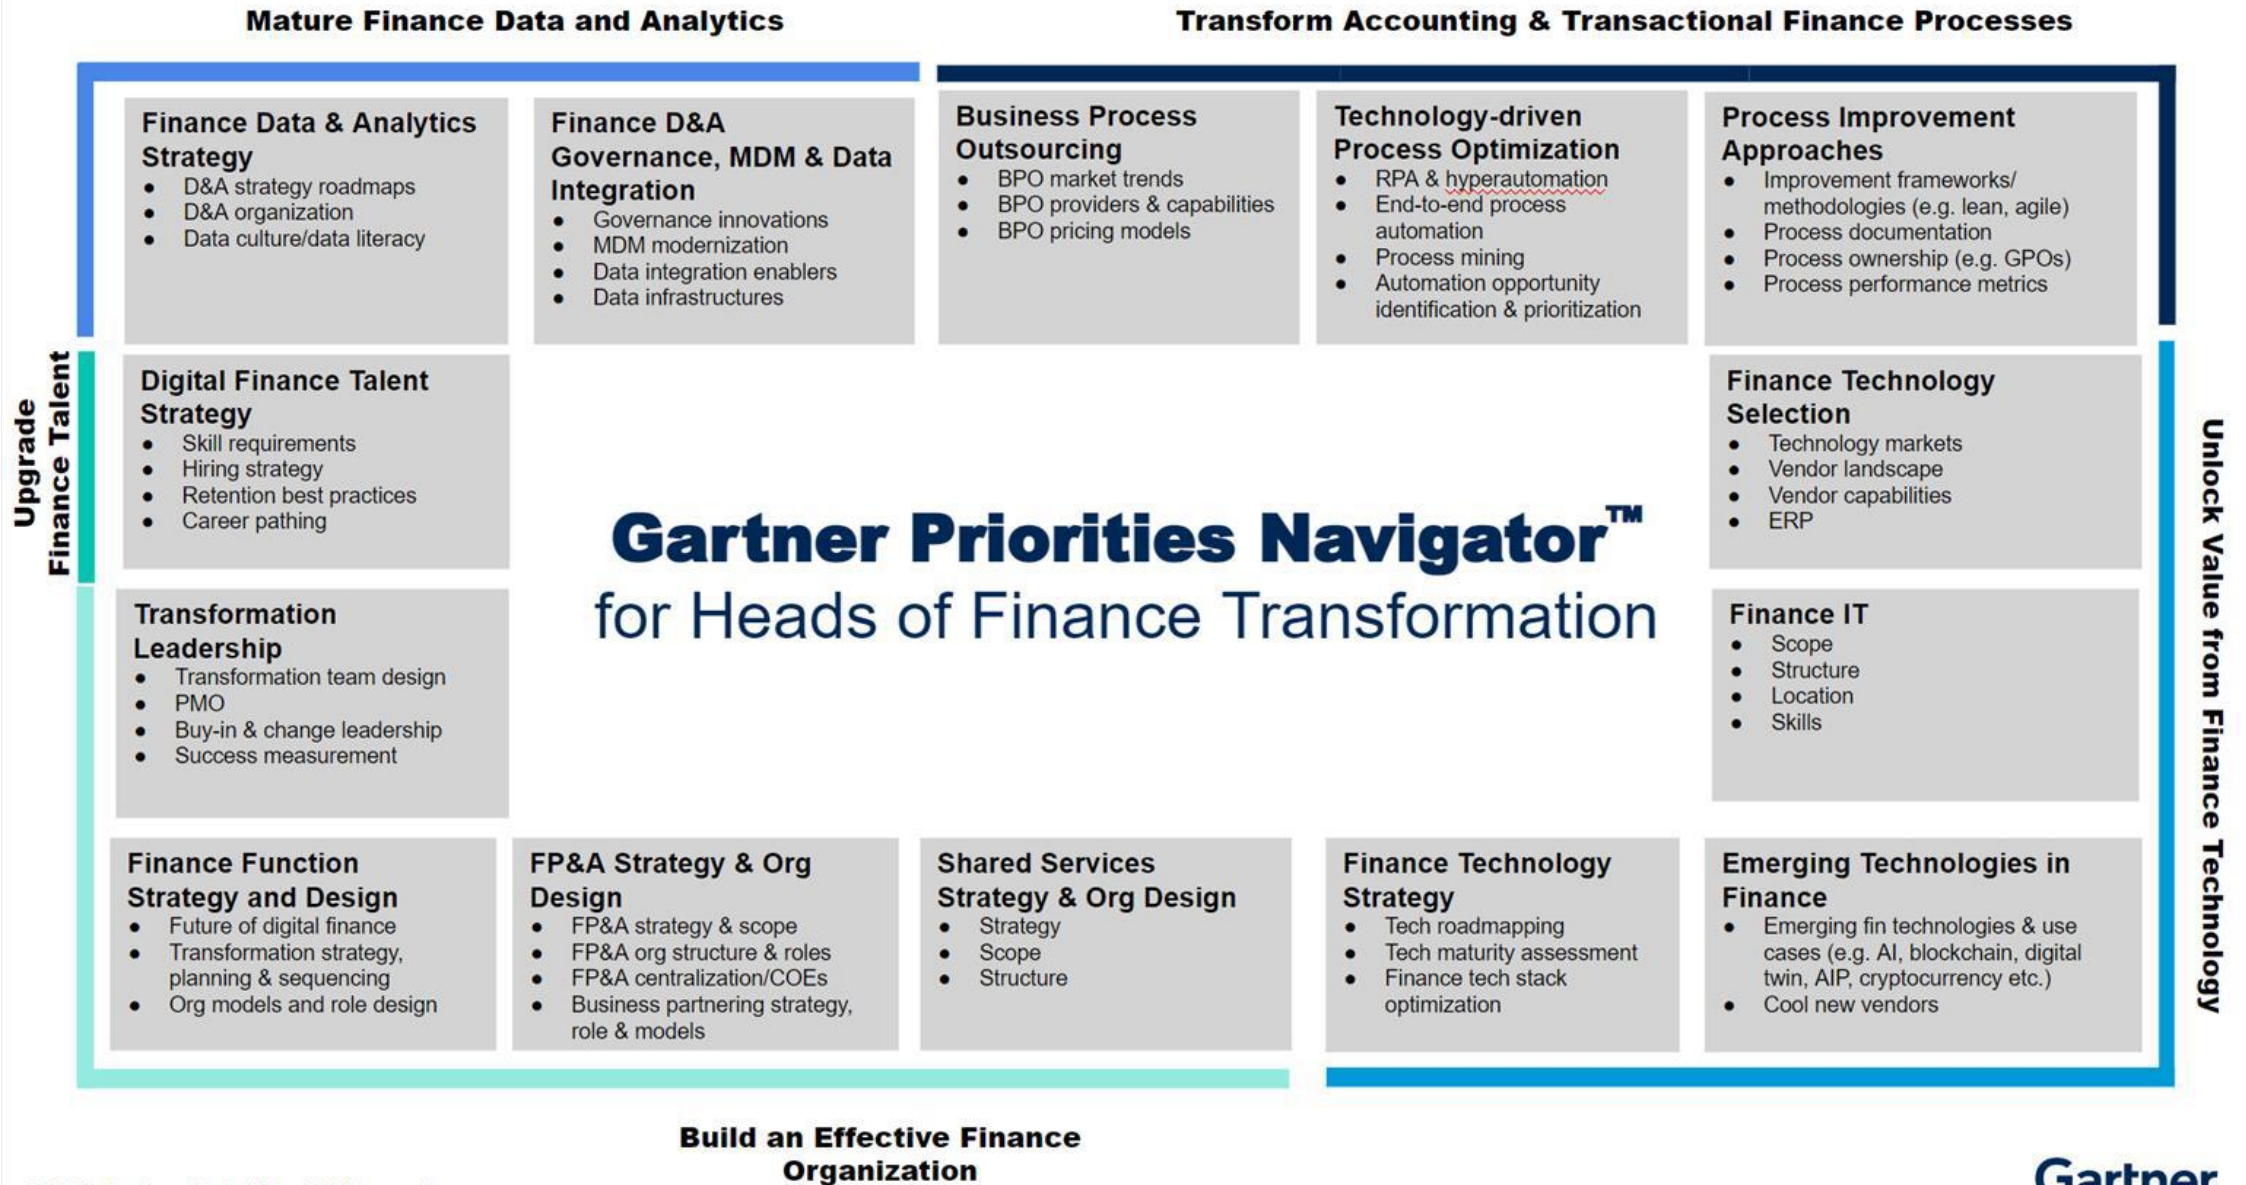 Mature Finance Data and Analytics
Transform Accounting & Transactional Finance Processes
Finance Data & Analytics
Strategy
● D&A strategy roadmaps
● D&A organization
● Data culture/data literacy
Finance D&A
Governance, MDM & Data
Integration
● Governance innovations
● MDM modernization
● Data integration enablers
● Data infrastructures
Business Process
Outsourcing
● BPO market trends
● BPO providers & capabilities
● BPO pricing models
Technology-driven
Process Optimization
● RPA & hyperautomation
● End-to-end process
automation
● Process mining
● Automation opportunity
identification & prioritization
Process Improvement
Approaches
● Improvement frameworks/
methodologies (e.g. lean, agile)
● Process documentation
● Process ownership (e.g. GPOs)
● Process performance metrics
Upgrade
Finance Talent
Digital Finance Talent
Strategy
● Skill requirements
● Hiring strategy
● Retention best practices
● Career pathing
Gartner Priorities Navigator™
for Heads of Finance Transformation
Finance Technology
Selection
● Technology markets
● Vendor landscape
● Vendor capabilities
● ERP
Unlock Value from Finance Technology
Transformation
Leadership
● Transformation team design
● PMO
● Buy-in & change leadership
● Success measurement
Finance IT
● Scope
● Structure
● Location
● Skills
Finance Function
Strategy and Design
● Future of digital finance
● Transformation strategy,
planning & sequencing
● Org models and role design
FP&A Strategy & Org
Design
● FP&A strategy & scope
● FP&A org structure & roles
● FP&A centralization/COEs
● Business partnering strategy,
role & models
Shared Services
Strategy & Org Design
● Strategy
● Scope
● Structure
Finance Technology
Strategy
● Tech roadmapping
● Tech maturity assessment
● Finance tech stack
optimization
Emerging Technologies in
Finance
● Emerging fin technologies & use
cases (e.g. AI, blockchain, digital
twin, AIP, cryptocurrency etc.)
● Cool new vendors
Build an Effective Finance
Organization
Gartner